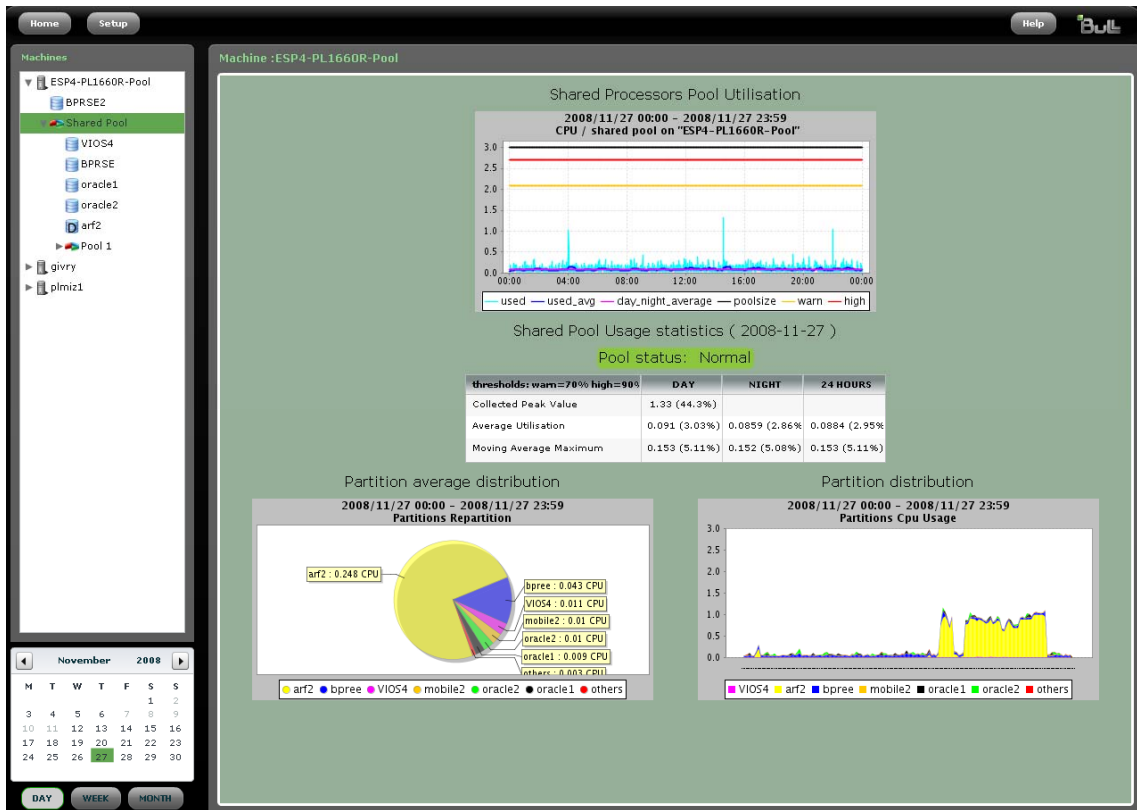 Home Setup Help Bull
Machines
ESP4-PL1660R-Pool
BPRSE2
Shared Pool
VIOS4
BPRSE
oracle1
oracle2
D arf2
Pool 1
givry
plmiz1
November 2008
M T W T F S S
1 2
3 4 5 6 7 8 9
10 11 12 13 14 15 16
17 18 19 20 21 22 23
24 25 26 27 28 29 30
DAY WEEK MONTH
Machine :ESP4-PL1660R-Pool
Shared Processors Pool Utilisation
2008/11/27 00:00 - 2008/11/27 23:59
CPU / shared pool on "ESP4-PL1660R-Pool"
3.0
2.5
2.0
1.5
1.0
0.5
0.0
00:00 04:00 08:00 12:00 16:00 20:00 00:00
used used_avg day_night_average poolsize warn high
Shared Pool Usage statistics ( 2008-11-27 )
Pool status: Normal
thresholds: warn=70% high=90% DAY NIGHT 24 HOURS
Collected Peak Value 1.33 (44.3%)
Average Utilisation 0.091 (3.03%) 0.0859 (2.86% 0.0884 (2.95%
Moving Average Maximum 0.153 (5.11%) 0.152 (5.08%) 0.153 (5.11%)
Partition average distribution
2008/11/27 00:00 - 2008/11/27 23:59
Partitions Repartition
arf2 : 0.248 CPU
bpree : 0.043 CPU
VIOS4 : 0.011 CPU
mobile2 : 0.01 CPU
oracle2 : 0.01 CPU
oracle1 : 0.009 CPU
others : 0.003 CPU
arf2 bpree VIOS4 mobile2 oracle2 oracle1 others
Partition distribution
2008/11/27 00:00 - 2008/11/27 23:59
Partitions Cpu Usage
3.0
2.5
2.0
1.5
1.0
0.5
0.0
VIOS4 arf2 bpree mobile2 oracle1 oracle2 others